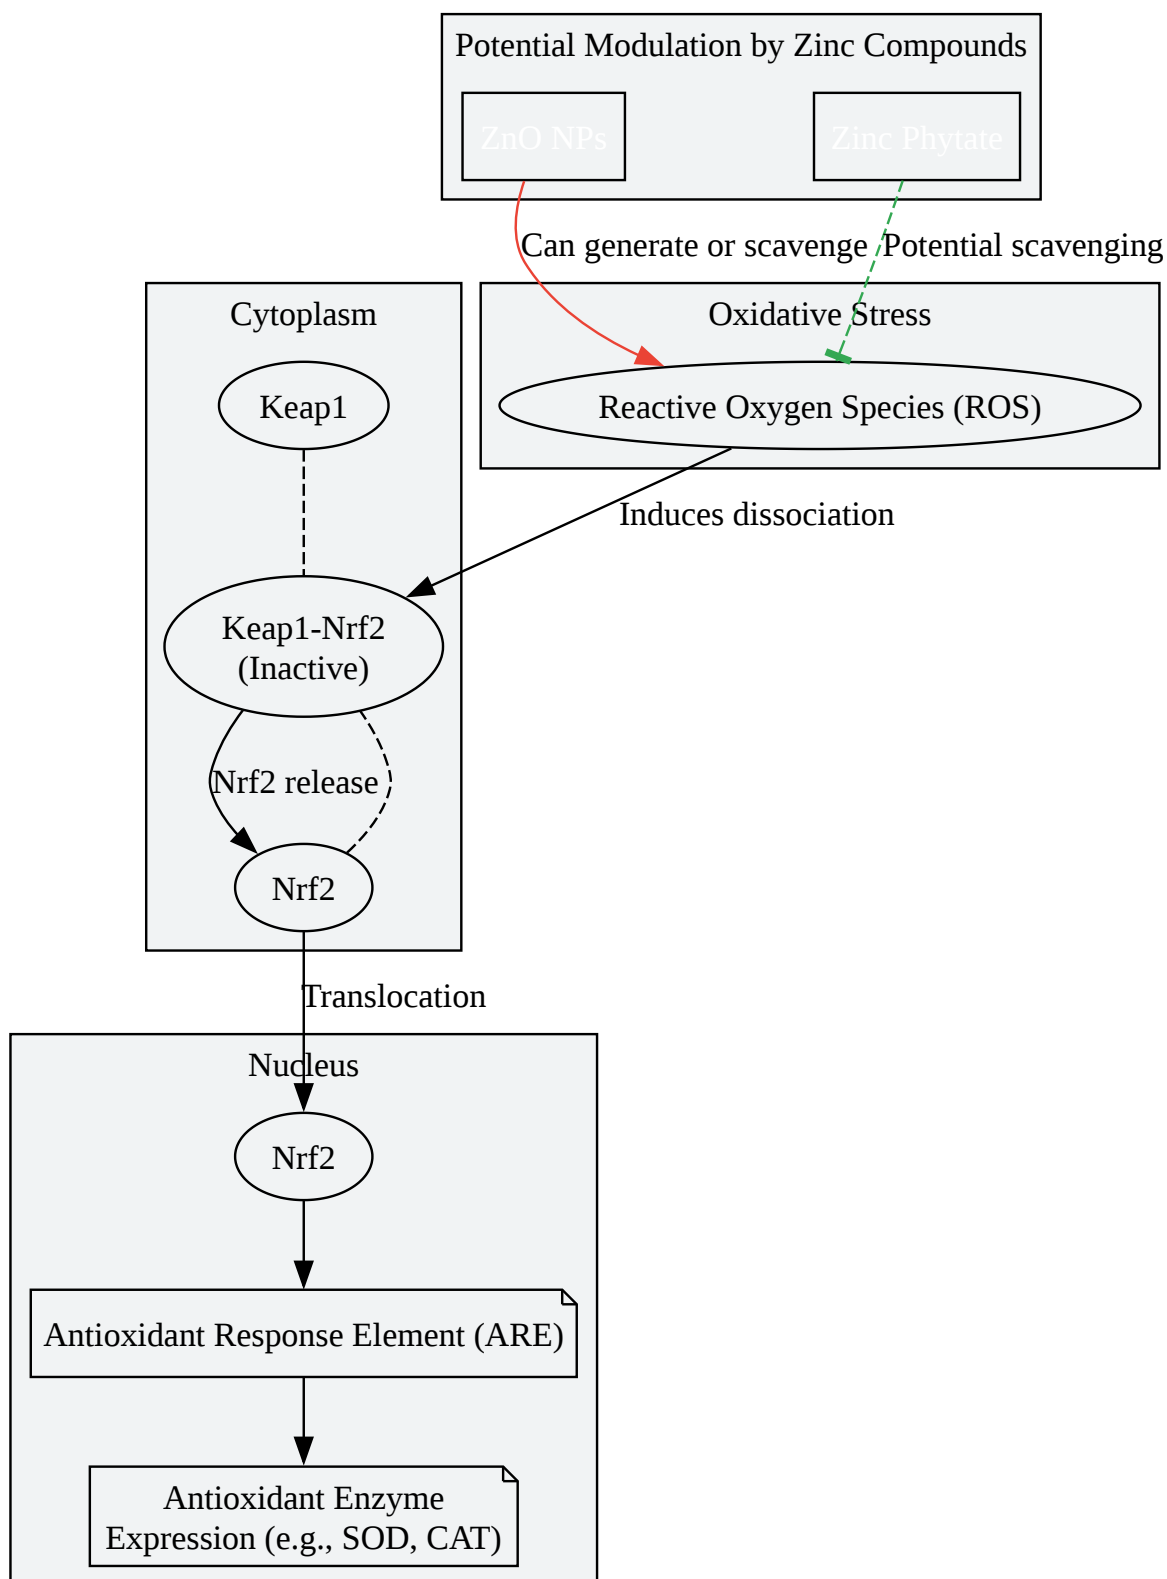 Potential Modulation by Zinc Compounds
ZnO NPs
Zinc Phytate
Can generate or scavenge
Potential scavenging
Cytoplasm
Oxidative Stress
Keap1
Reactive Oxygen Species (ROS)
Induces dissociation
Keap1-Nrf2
(Inactive)
Nrf2 release
Nrf2
Translocation
Nucleus
Nrf2
Antioxidant Response Element (ARE)
Antioxidant Enzyme
Expression (e.g., SOD, CAT)